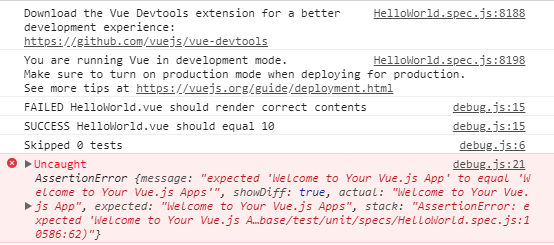 Download the Vue Devtools extension for a better HelloWorld.spec.js:8188
development experience:
https://github.com/vuejs/vue-devtools
You are running Vue in development mode. HelloWorld.spec.js:8198
Make sure to turn on production mode when deploying for production.
See more tips at https://vuejs.org/guide/deployment.html
FAILED HelloWorld.vue should render correct contents debug.js:15
SUCCESS HelloWorld.vue should equal 10 debug.js:15
Skipped 0 tests debug.js:6
Uncaught debug.js:21
AssertionError {message: "expected 'Welcome to Your Vue.js App' to equal 'W
elcome to Your Vue.js Apps'", showDiff: true, actual: "Welcome to Your Vue.
js App", expected: "Welcome to Your Vue.js Apps", stack: "AssertionError: e
xpected 'Welcome to Your Vue.js A…base/test/unit/specs/HelloWorld.spec.js:1
0586:62)"}